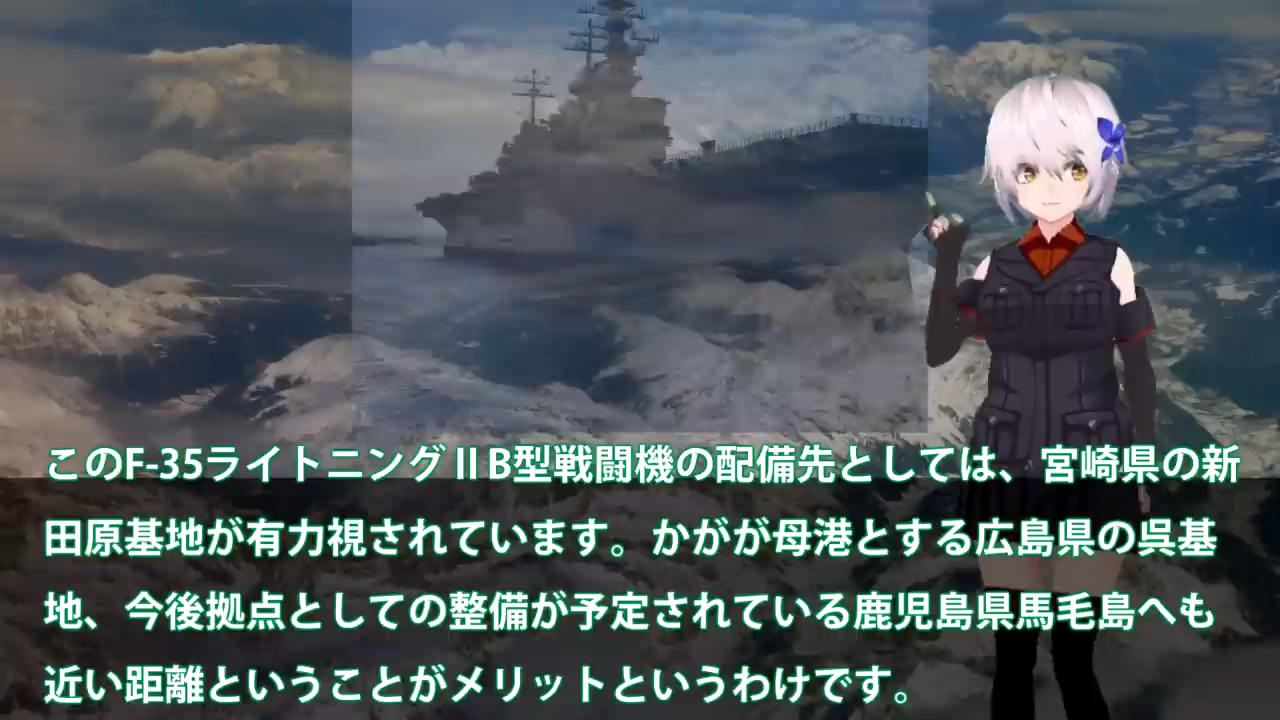 このF-35ライトニングⅡB型戦闘機の配備先としては、宮崎県の新
田原基地が有力視されています。かがが母港とする広島県の呉基
地、今後拠点としての整備が予定されている鹿児島県馬毛島へも
近い距離ということがメリットというわけです。